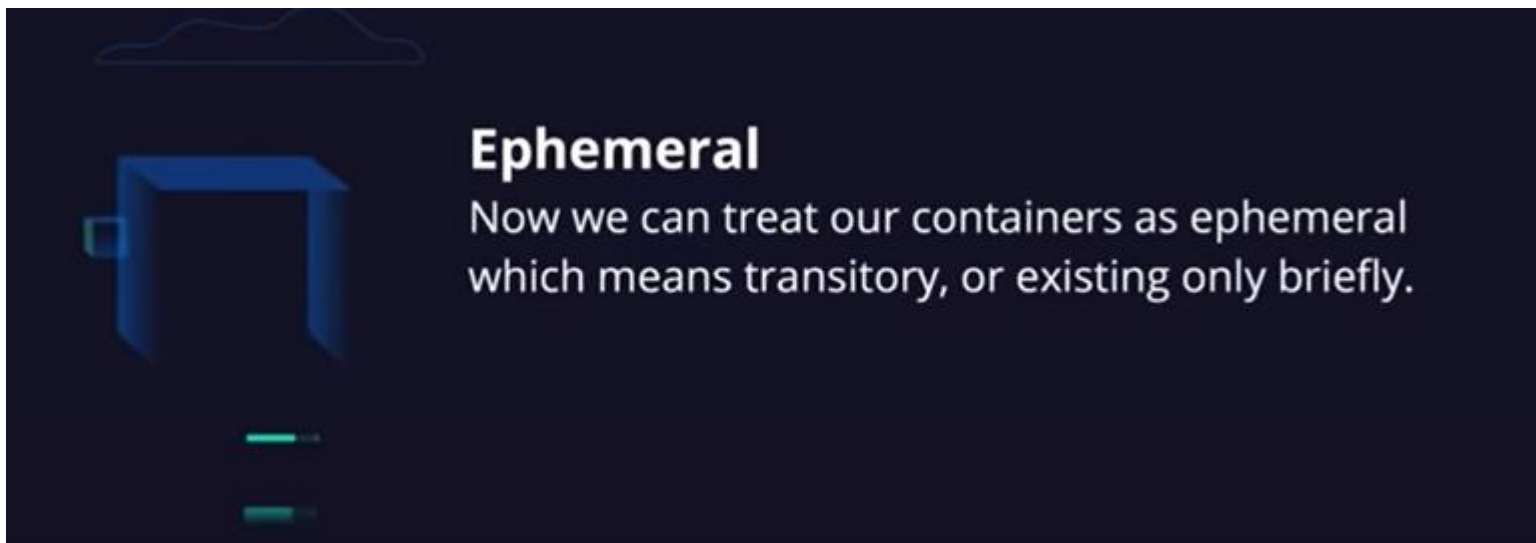 Ephemeral
Now we can treat our containers as ephemeral
which means transitory, or existing only briefly.